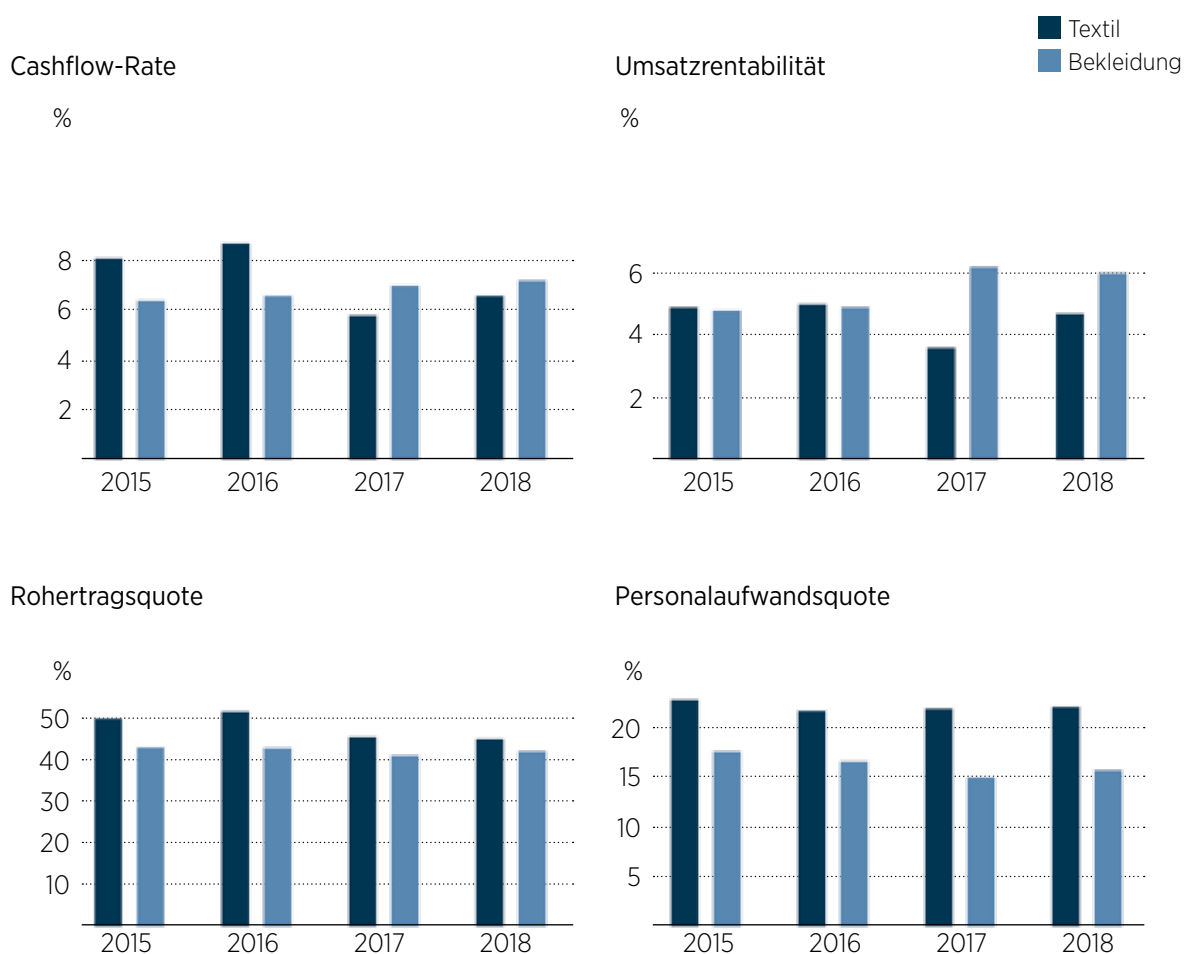 Textil
Bekleidung
Cashflow-Rate
%
8
6
4
2
2015 2016 2017 2018
Umsatzrentabilität
%
6
4
2
2015 2016 2017 2018
Rohertragsquote
%
50
40
30
20
10
2015 2016 2017 2018
Personalaufwandsquote
%
20
15
10
5
2015 2016 2017 2018